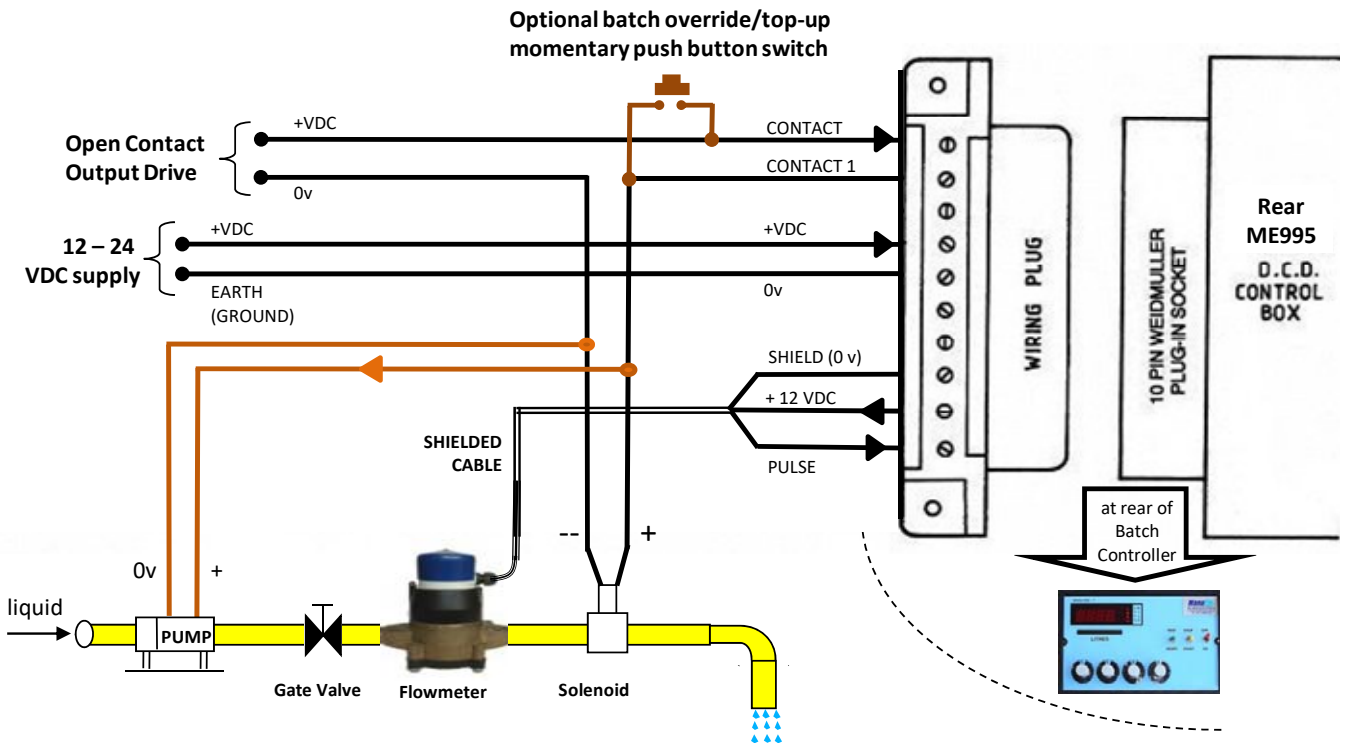 Optional batch override/top-up
momentary push button switch
Open Contact
Output Drive
+VDC
0v
CONTACT
CONTACT 1
12 – 24
VDC supply
+VDC
EARTH
(GROUND)
+VDC
0v
SHIELD (0 v)
+ 12 VDC
PULSE
SHIELDED
CABLE
WIRING PLUG
10 PIN WEIDMULLER
PLUG-IN SOCKET
Rear
ME995
D.C.D.
CONTROL
BOX
at rear of
Batch
Controller
-- +
0v +
liquid
PUMP
Gate Valve
Flowmeter
Solenoid
LITRES